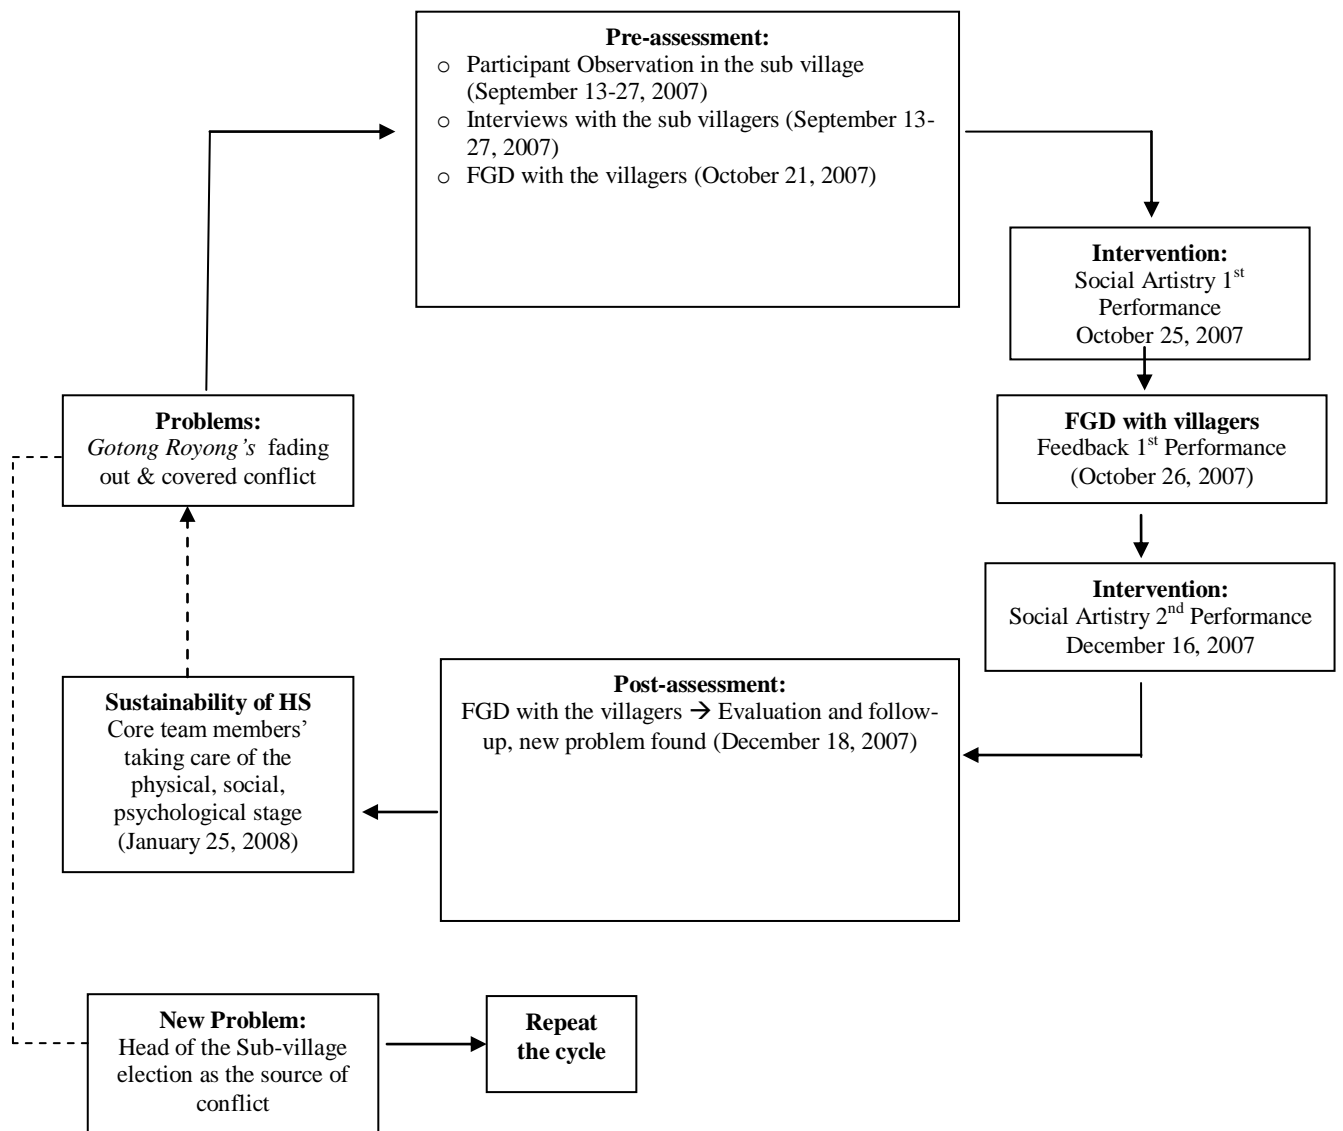 Pre-assessment:
o Participant Observation in the sub village
(September 13-27, 2007)
o Interviews with the sub villagers (September 13-
27, 2007)
o FGD with the villagers (October 21, 2007)
Intervention:
Social Artistry 1st
Performance
October 25, 2007
Problems:
Gotong Royong’s fading
out & covered conflict
FGD with villagers
Feedback 1st Performance
(October 26, 2007)
Intervention:
Social Artistry 2nd Performance
December 16, 2007
Post-assessment:
FGD with the villagers → Evaluation and follow-
up, new problem found (December 18, 2007)
Sustainability of HS
Core team members’
taking care of the
physical, social,
psychological stage
(January 25, 2008)
New Problem:
Head of the Sub-village
election as the source of
conflict
Repeat
the cycle